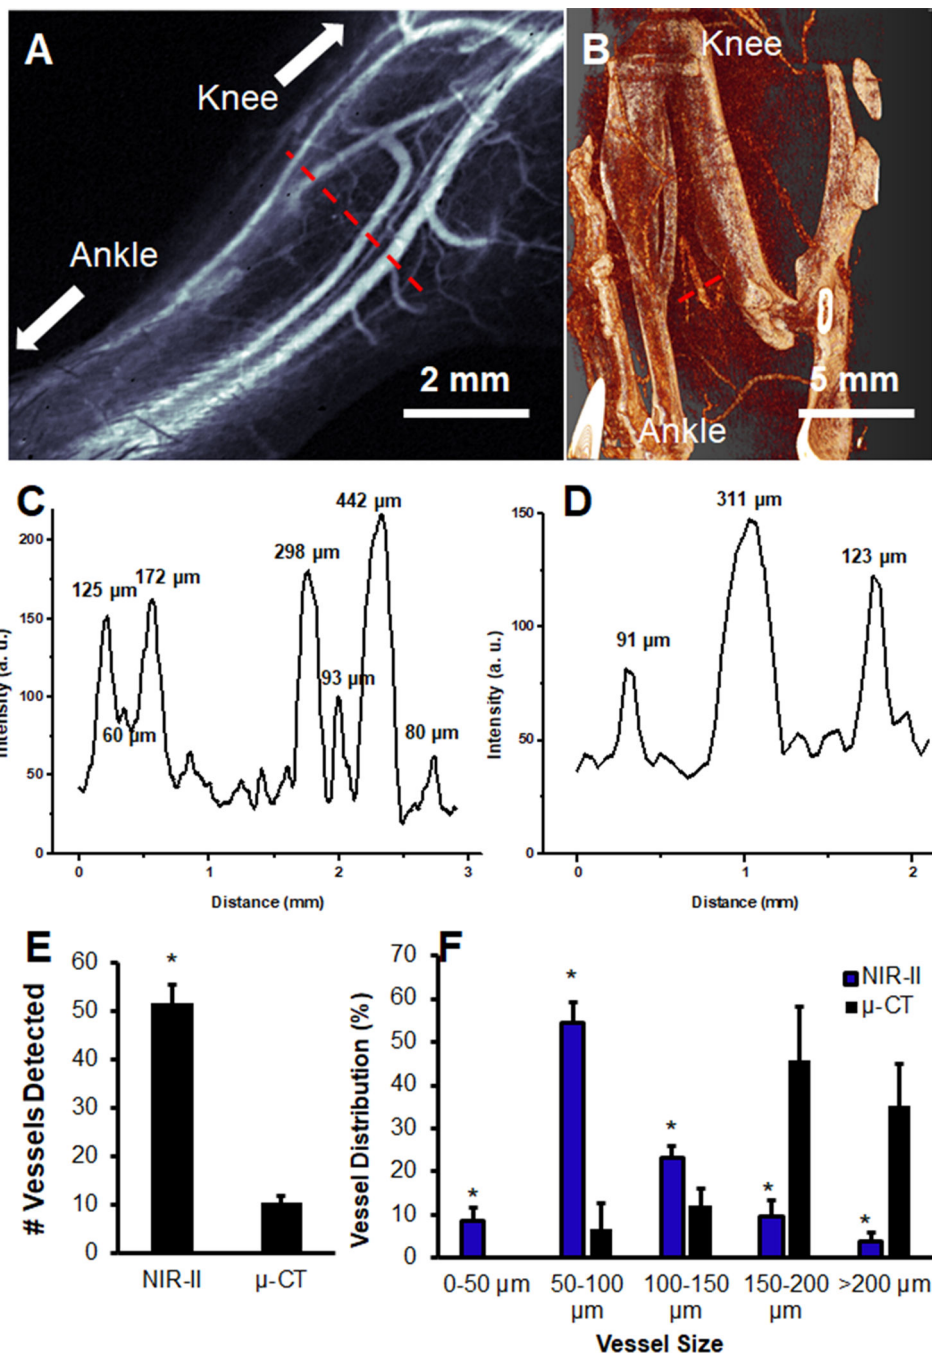 A
Knee
Ankle
2 mm
B
Knee
Ankle
5 mm
C
442 µm
298 µm
125 µm
172 µm
93 µm
60 µm
80 µm
Intensity (a. u.)
200
150
100
50
0
0 1 2 3
Distance (mm)
D
311 µm
123 µm
91 µm
Intensity (a. u.)
150
100
50
0
0 1 2
Distance (mm)
E
# Vessels Detected
60
50
40
30
20
10
0
*
NIR-II µ-CT
F
Vessel Distribution (%)
70
60
50
40
30
20
10
0
NIR-II
µ-CT
* * * * *
0-50 µm 50-100 µm 100-150 µm 150-200 µm >200 µm
Vessel Size